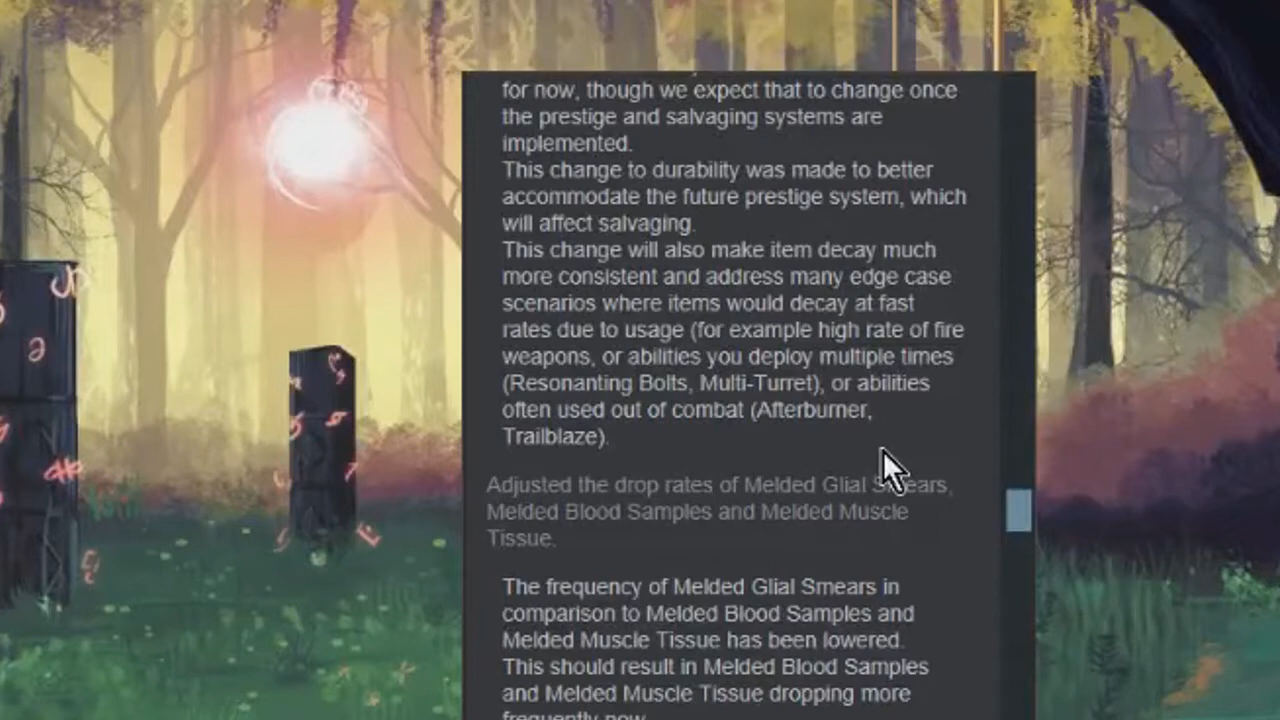 for now, though we expect that to change once
the prestige and salvaging systems are
implemented.
This change to durability was made to better
accommodate the future prestige system, which
will affect salvaging.
This change will also make item decay much
more consistent and address many edge case
scenarios where items would decay at fast
rates due to usage (for example high rate of fire
weapons, or abilities you deploy multiple times
(Resonanting Bolts, Multi-Turret), or abilities
often used out of combat (Afterburner,
Trailblaze).
Adjusted the drop rates of Melded Glial Smears,
Melded Blood Samples and Melded Muscle
Tissue.
The frequency of Melded Glial Smears in
comparison to Melded Blood Samples and
Melded Muscle Tissue has been lowered.
This should result in Melded Blood Samples
and Melded Muscle Tissue dropping more
frequently now.